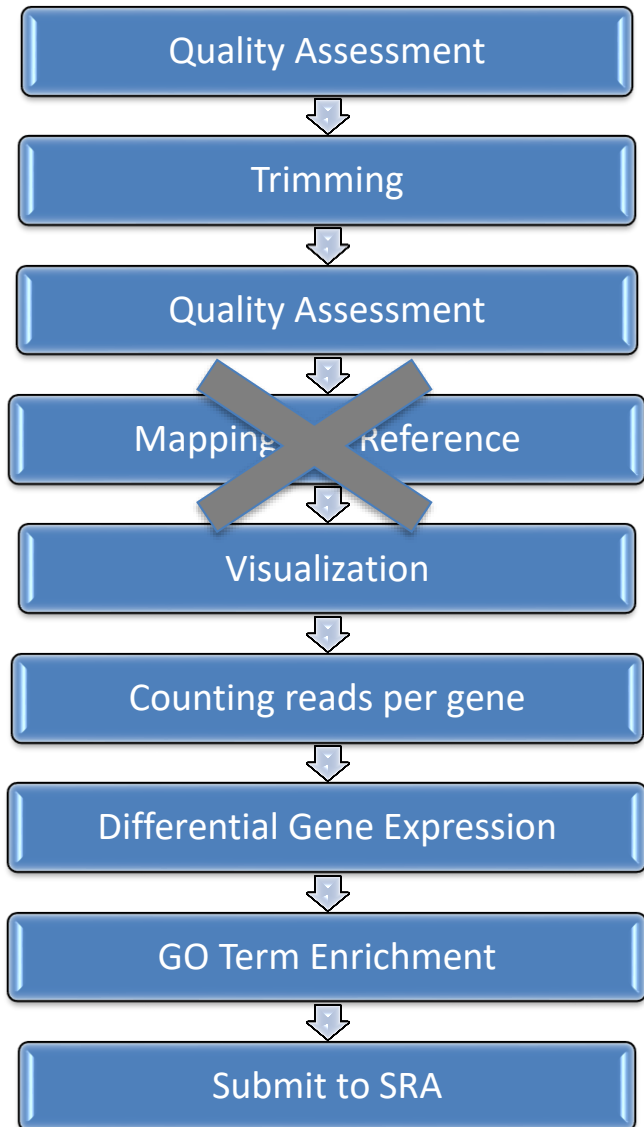 Quality Assessment
Trimming
Quality Assessment
Mapping Reference
Visualization
Counting reads per gene
Differential Gene Expression
GO Term Enrichment
Submit to SRA